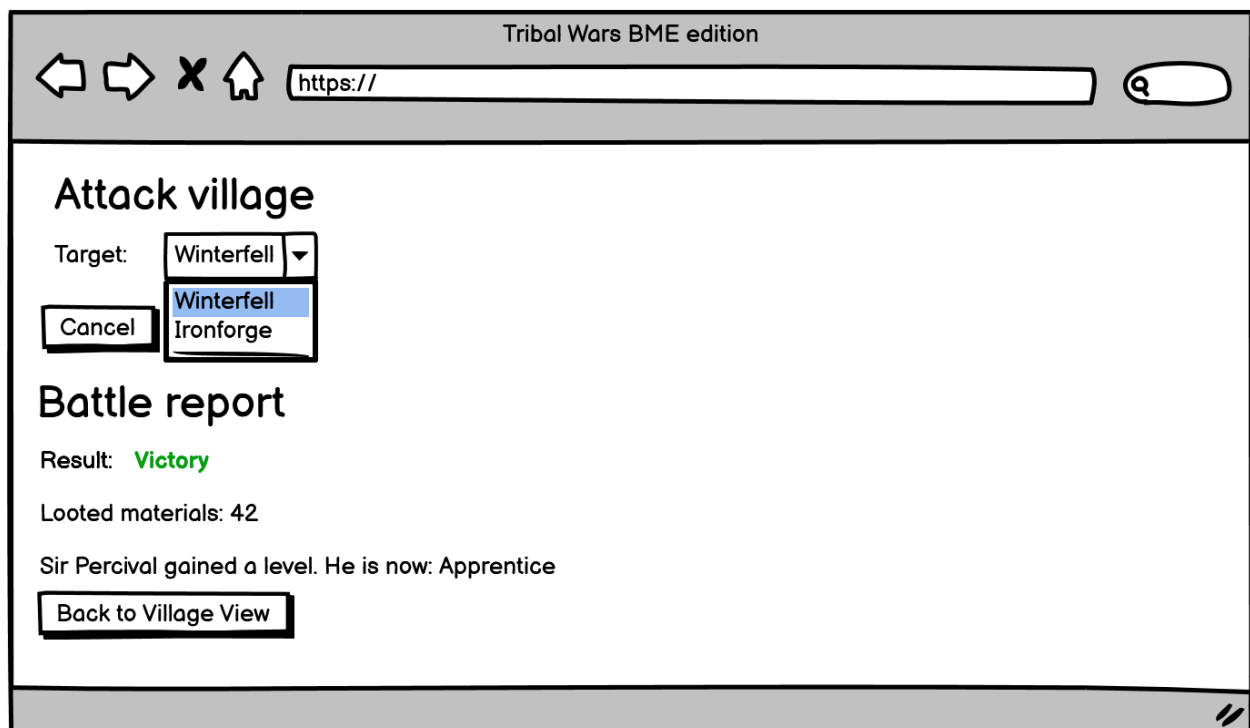 Tribal Wars BME edition
https://
Attack village
Target: Winterfell
Winterfell
Ironforge
Cancel
Battle report
Result: Victory
Looted materials: 42
Sir Percival gained a level. He is now: Apprentice
Back to Village View